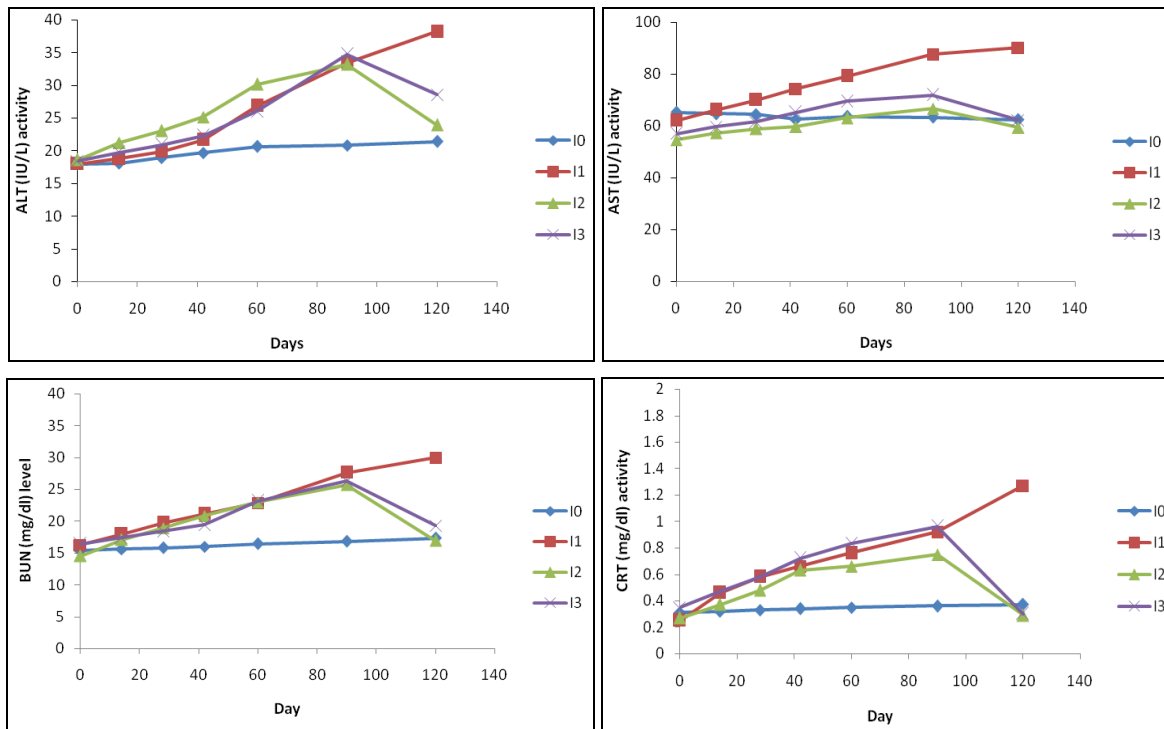 40
35
30
25
20
15
10
5
0
ALT (IU/L) activity
0 20 40 60 80 100 120 140
Days
I0
I1
I2
I3
100
80
60
40
20
0
AST (IU/L) activity
0 20 40 60 80 100 120 140
Days
I0
I1
I2
I3
40
35
30
25
20
15
10
5
0
BUN (mg/dl) level
0 20 40 60 80 100 120 140
Day
I0
I1
I2
I3
2
1.8
1.6
1.4
1.2
1
0.8
0.6
0.4
0.2
0
CRT (mg/dl) activity
0 20 40 60 80 100 120 140
Day
I0
I1
I2
I3